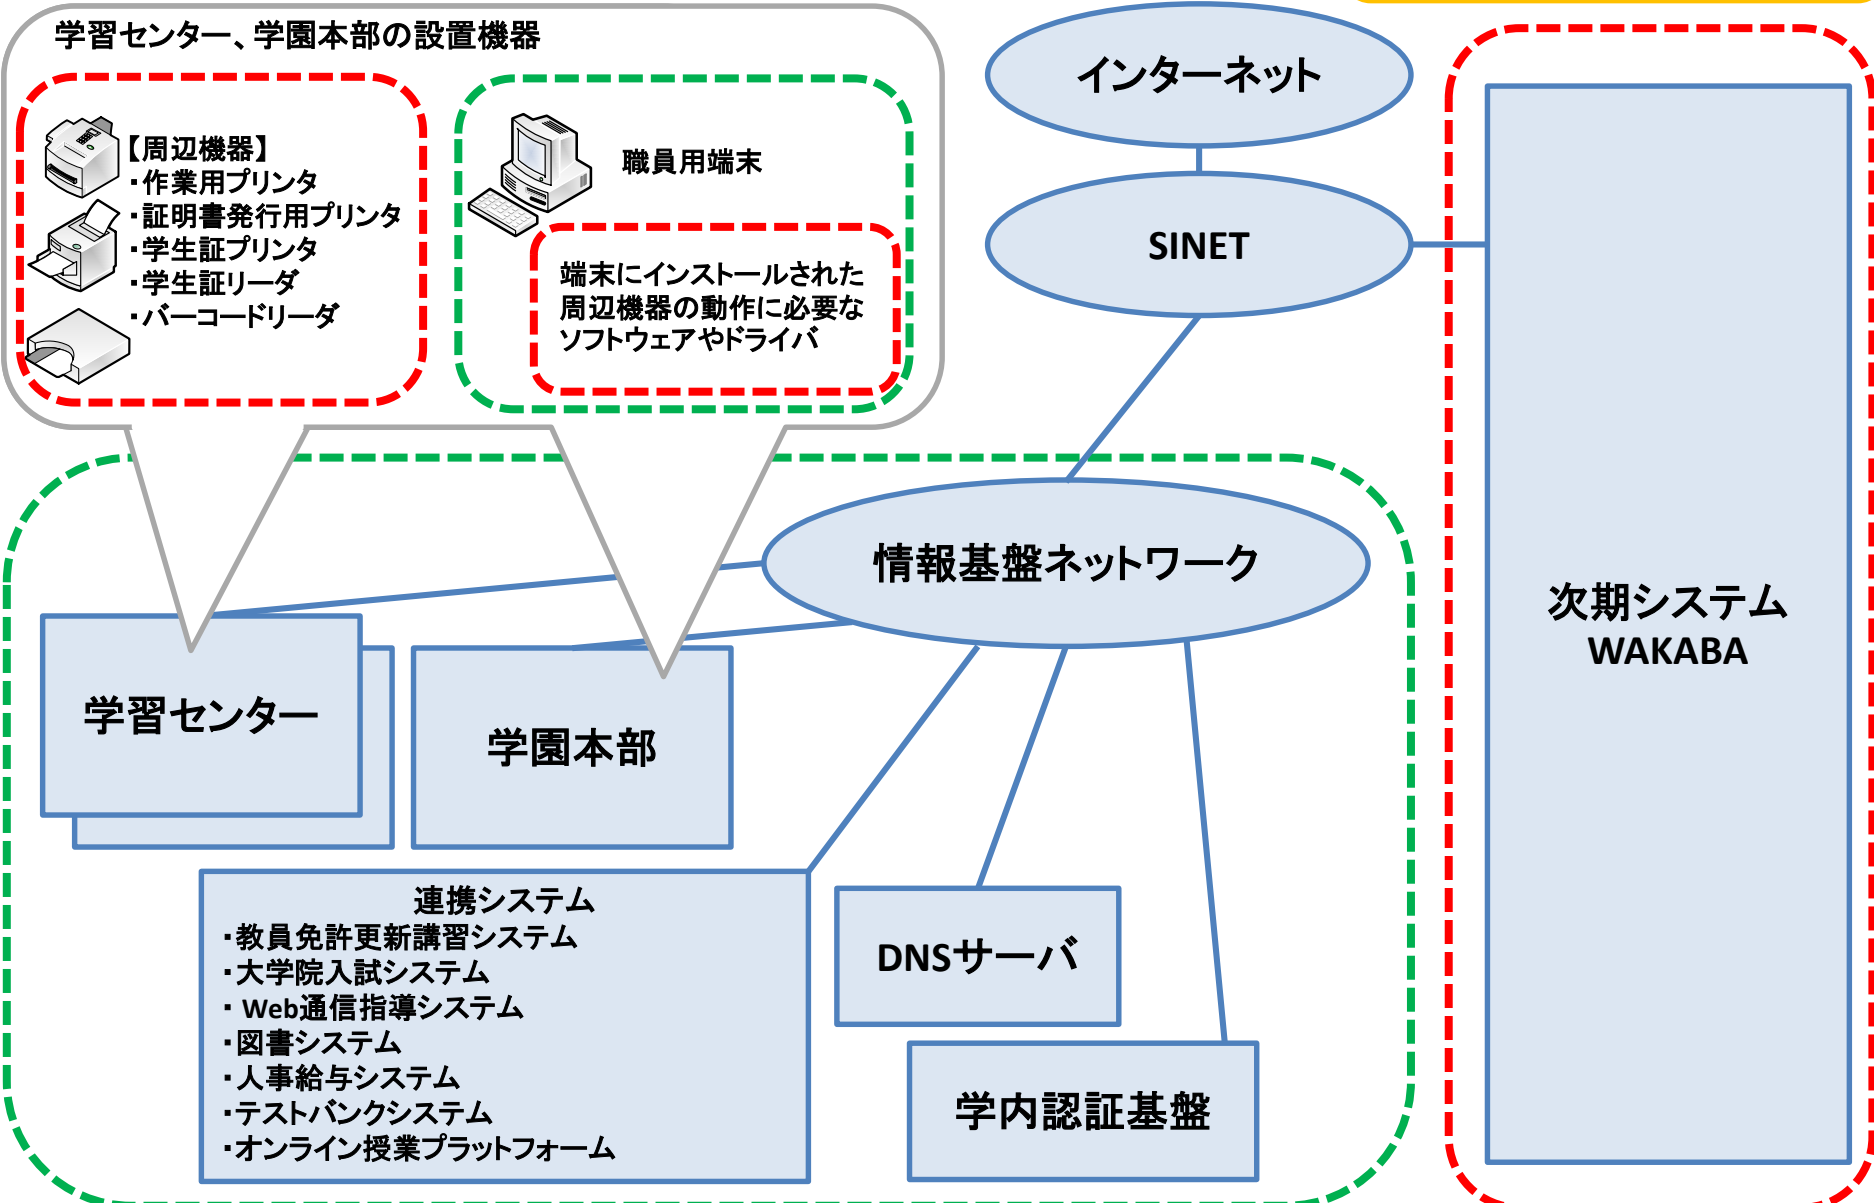 学習センター、学園本部の設置機器
【周辺機器】
・作業用プリンタ
・証明書発行用プリンタ
・学生証プリンタ
・学生証リーダ
・バーコードリーダ
職員用端末
端末にインストールされた
周辺機器の動作に必要な
ソフトウェアやドライバ
インターネット
SINET
情報基盤ネットワーク
次期システム
WAKABA
学習センター
学園本部
連携システム
・教員免許更新講習システム
・大学院入試システム
・Web通信指導システム
・図書システム
・人事給与システム
・テストバンクシステム
・オンライン授業プラットフォーム
DNSサーバ
学内認証基盤